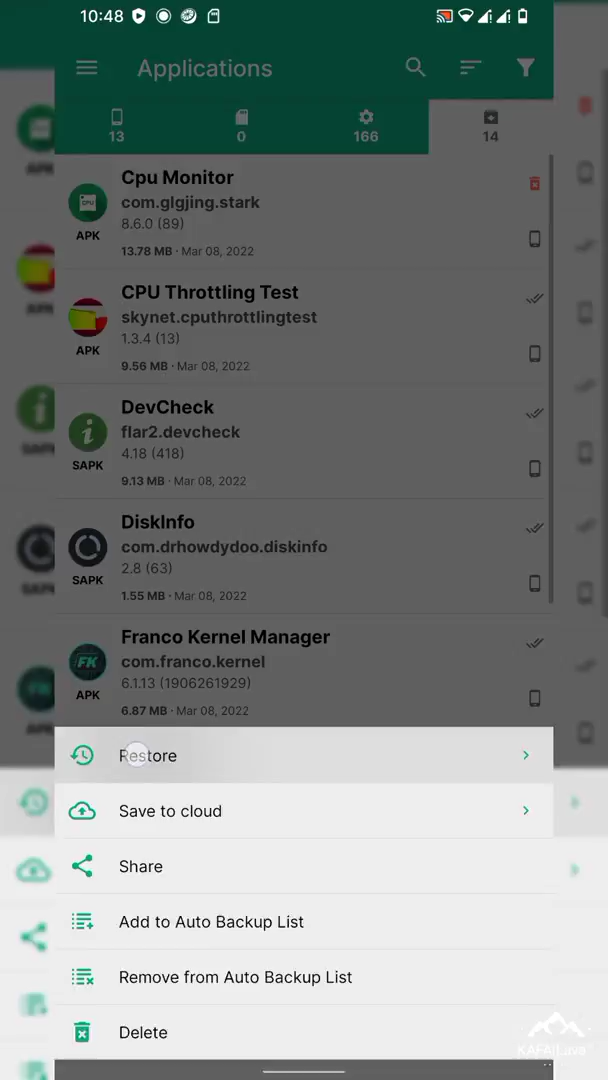 10:48
Applications
13
0
166
14
Cpu Monitor
com.glgjing.stark
8.6.0 (89)
APK
13.78 MB · Mar 08, 2022
CPU Throttling Test
skynet.cputhrottlingtest
1.3.4 (13)
APK
9.56 MB · Mar 08, 2022
DevCheck
flar2.devcheck
4.18 (418)
SAPK
9.13 MB · Mar 08, 2022
DiskInfo
com.drhowdydoo.diskinfo
2.8 (63)
SAPK
1.55 MB · Mar 08, 2022
Franco Kernel Manager
com.franco.kernel
6.1.13 (1906261929)
APK
6.87 MB · Mar 08, 2022
Restore
Save to cloud
Share
Add to Auto Backup List
Remove from Auto Backup List
Delete